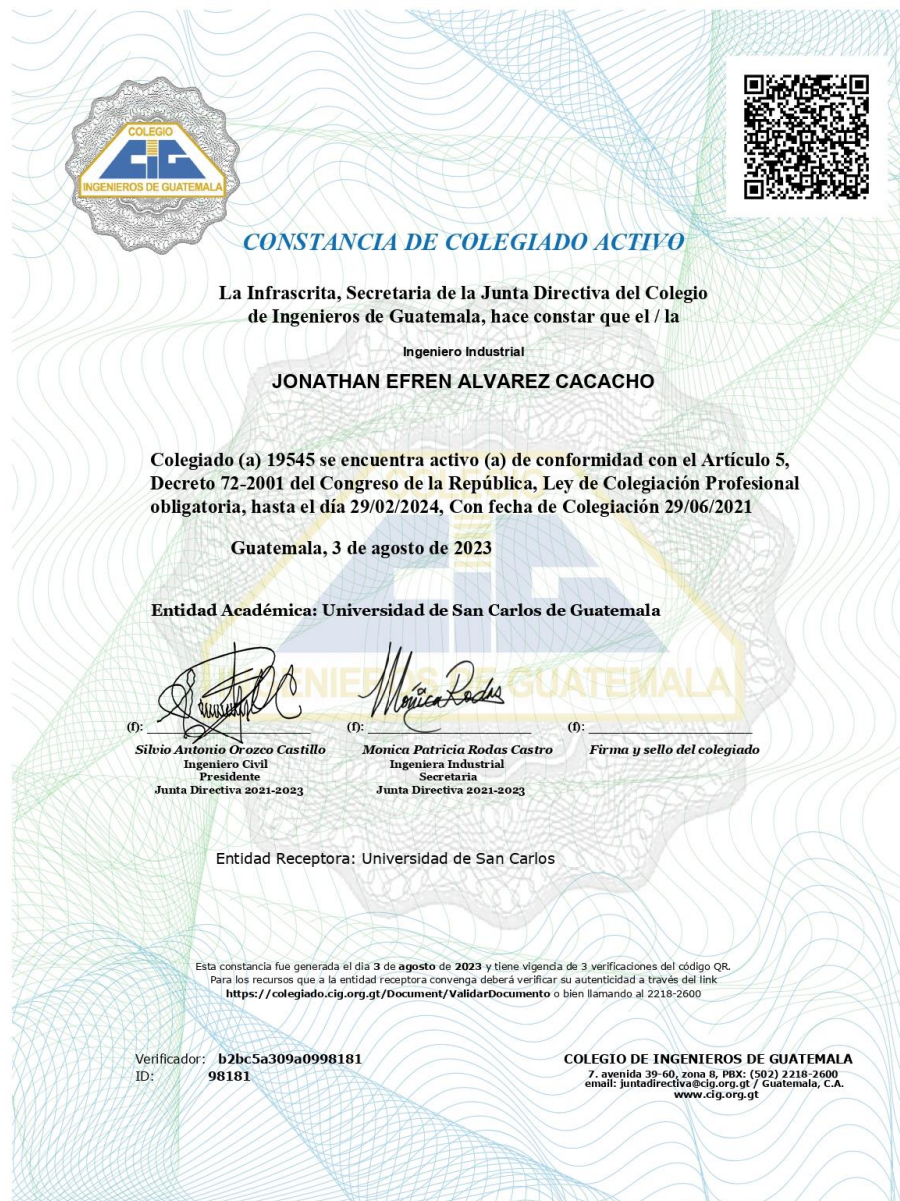 COLEGIO
CIG
INGENIEROS DE GUATEMALA
CONSTANCIA DE COLEGIADO ACTIVO
La Infrascrita, Secretaria de la Junta Directiva del Colegio
de Ingenieros de Guatemala, hace constar que el / la
Ingeniero Industrial
JONATHAN EFREN ALVAREZ CACACHO
Colegiado (a) 19545 se encuentra activo (a) de conformidad con el Artículo 5,
Decreto 72-2001 del Congreso de la República, Ley de Colegiación Profesional
obligatoria, hasta el día 29/02/2024, Con fecha de Colegiación 29/06/2021
Guatemala, 3 de agosto de 2023
Entidad Académica: Universidad de San Carlos de Guatemala
COLEGIO
CIG
INGENIEROS DE GUATEMALA
Mónica Rodas
(f): (f): (f):
Silvio Antonio Orozco Castillo Monica Patricia Rodas Castro Firma y sello del colegiado
Ingeniero Civil Ingeniera Industrial
Presidente Secretaria
Junta Directiva 2021-2023 Junta Directiva 2021-2023
Entidad Receptora: Universidad de San Carlos
Esta constancia fue generada el dia 3 de agosto de 2023 y tiene vigencia de 3 verificaciones del código QR.
Para los recursos que a la entidad receptora convenga deberá verificar su autenticidad a través del link
https://colegiado.cig.org.gt/Document/ValidarDocumento o bien llamando al 2218-2600
Verificador: b2bc5a309a0998181
ID: 98181
COLEGIO DE INGENIEROS DE GUATEMALA
7. avenida 39-60, zona 8, PBX: (502) 2218-2600
email: juntadirectiva@cig.org.gt / Guatemala, C.A.
www.cig.org.gt